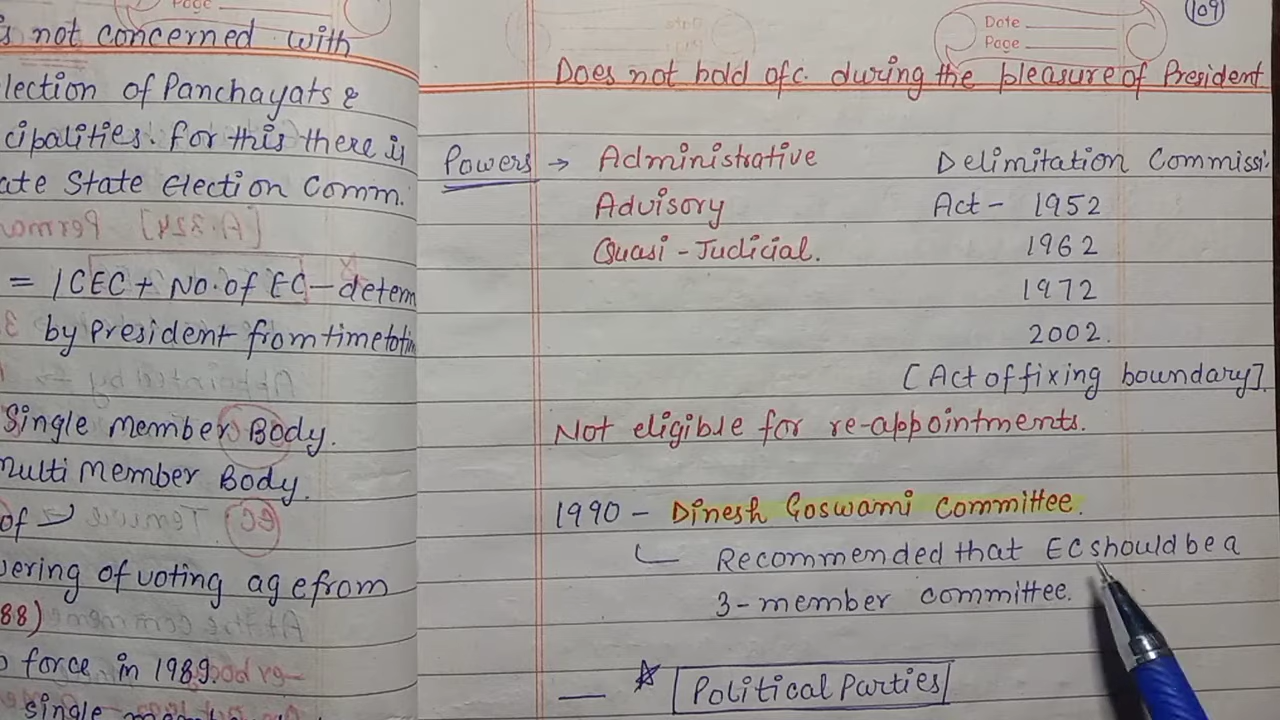 Page
is not concerned with
lection of Panchayats &
cipalities. For this there is
ate State Election Comm.
= 1CEC + No. of EC - determ
by President from time to tim
Single member Body.
Multi Member Body.
of
ering of voting age from
88)
force in 1989.
single
109
Date
Page
Does not hold ofc. during the pleasure of President.
Powers → Administrative
Advisory
Quasi - Judicial.
Delimitation Commissi.
Act - 1952
1962
1972
2002.
[Act of fixing boundary].
Not eligible for re-appointments.
1990 - Dinesh Goswami Committee.
Recommended that EC should be a
3-member committee.
Political Parties